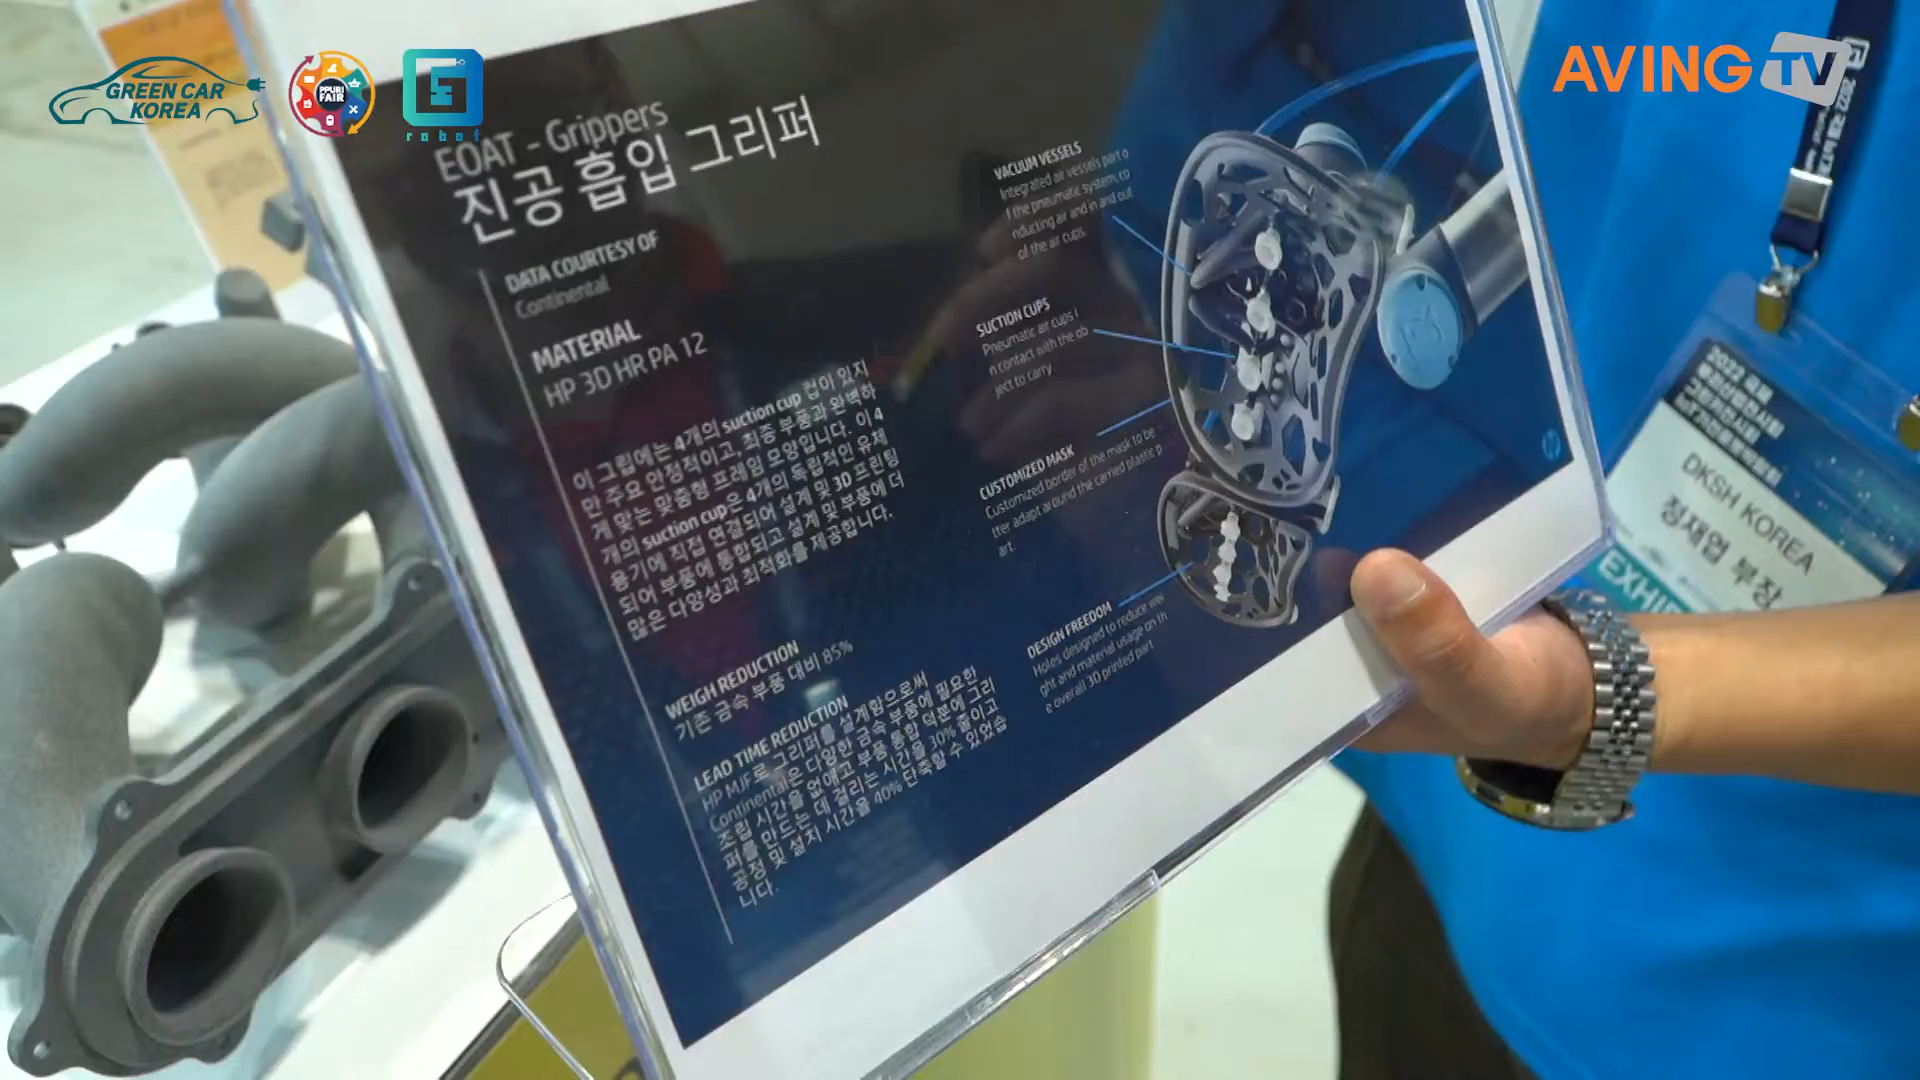 GREEN CAR
KOREA
PPURI
FAIR
robot
AVING TV
EOAT - Grippers
진공 흡입 그리퍼
DATA COURTESY OF
Continental
MATERIAL
HP 3D HR PA 12
이 그립에는 4개의 suction cup 컵이 있지
만 주요 안정적이고, 최종 부품과 완벽하
게 맞는 맞춤형 프레임 모양입니다. 이 4
개의 suction cup은 4개의 독립적인 유체
용기에 직접 연결되어 설계 및 3D 프린팅
되어 부품에 통합되고 설계 및 부품에 더
많은 다양성과 최적화를 제공합니다.
WEIGH REDUCTION
기존 금속 부품 대비 85%
LEAD TIME REDUCTION
HP MJF로 그리퍼를 설계함으로써
Continental은 다양한 금속 부품에 필요한
조립 시간을 없애고 부품 통합 덕분에 그리
퍼를 만드는 데 걸리는 시간을 30% 줄이고
공정 및 설치 시간을 40% 단축할 수 있었습
니다.
VACUUM VESSELS
Integrated air vessels part o
f the pneumatic system, co
nducting air and in and out
of the air cups.
SUCTION CUPS
Pneumatic air cups i
n contact with the ob
ject to carry
CUSTOMIZED MASK
Customized border of the mask to be
tter adapt around the carried plastic p
art.
DESIGN FREEDOM
Holes designed to reduce wei
ght and material usage on th
e overall 3D printed part
DKSH KOREA
정재엽 부장
EXHI